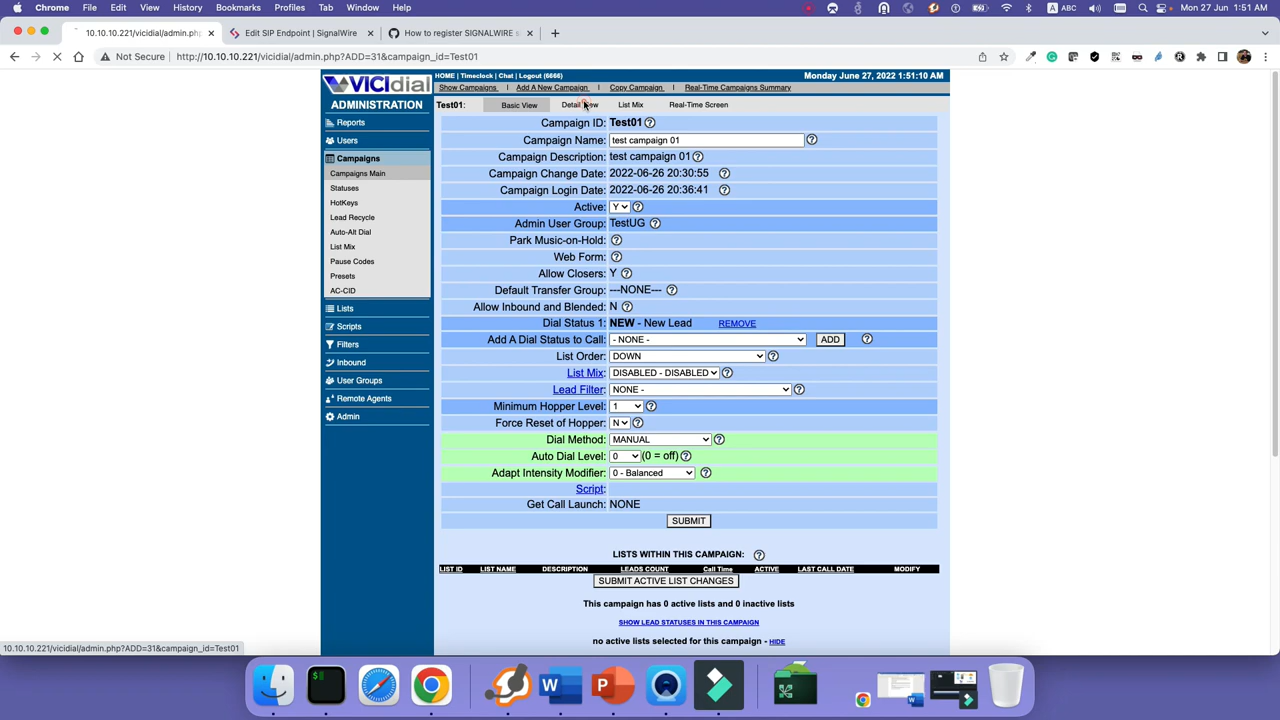 Chrome File Edit View History Bookmarks Profiles Tab Window Help
Mon 27 Jun 1:51 AM
10.10.10.221/vicidial/admin.ph
Edit SIP Endpoint | SignalWire
How to register SIGNALWIRE s
Not Secure | http://10.10.10.221/vicidial/admin.php?ADD=31&campaign_id=Test01
VICIdial
HOME | Timeclock | Chat | Logout (6666)
Monday June 27, 2022 1:51:10 AM
Show Campaigns | Add A New Campaign | Copy Campaign | Real-Time Campaigns Summary
ADMINISTRATION
Reports
Users
Campaigns
Campaigns Main
Statuses
HotKeys
Lead Recycle
Auto-Alt Dial
List Mix
Pause Codes
Presets
AC-CID
Lists
Scripts
Filters
Inbound
User Groups
Remote Agents
Admin
Test01: Basic View Detail View List Mix Real-Time Screen
Campaign ID: Test01
Campaign Name: test campaign 01
Campaign Description: test campaign 01
Campaign Change Date: 2022-06-26 20:30:55
Campaign Login Date: 2022-06-26 20:36:41
Active: Y
Admin User Group: TestUG
Park Music-on-Hold:
Web Form:
Allow Closers: Y
Default Transfer Group: ---NONE---
Allow Inbound and Blended: N
Dial Status 1: NEW - New Lead REMOVE
Add A Dial Status to Call: - NONE - ADD
List Order: DOWN
List Mix: DISABLED - DISABLED
Lead Filter: NONE -
Minimum Hopper Level: 1
Force Reset of Hopper: N
Dial Method: MANUAL
Auto Dial Level: 0 (0 = off)
Adapt Intensity Modifier: 0 - Balanced
Script:
Get Call Launch: NONE
SUBMIT
LISTS WITHIN THIS CAMPAIGN:
LIST ID LIST NAME DESCRIPTION LEADS COUNT Call Time ACTIVE LAST CALL DATE MODIFY
SUBMIT ACTIVE LIST CHANGES
This campaign has 0 active lists and 0 inactive lists
SHOW LEAD STATUSES IN THIS CAMPAIGN
no active lists selected for this campaign - HIDE
10.10.10.221/vicidial/admin.php?ADD=31&campaign_id=Test01